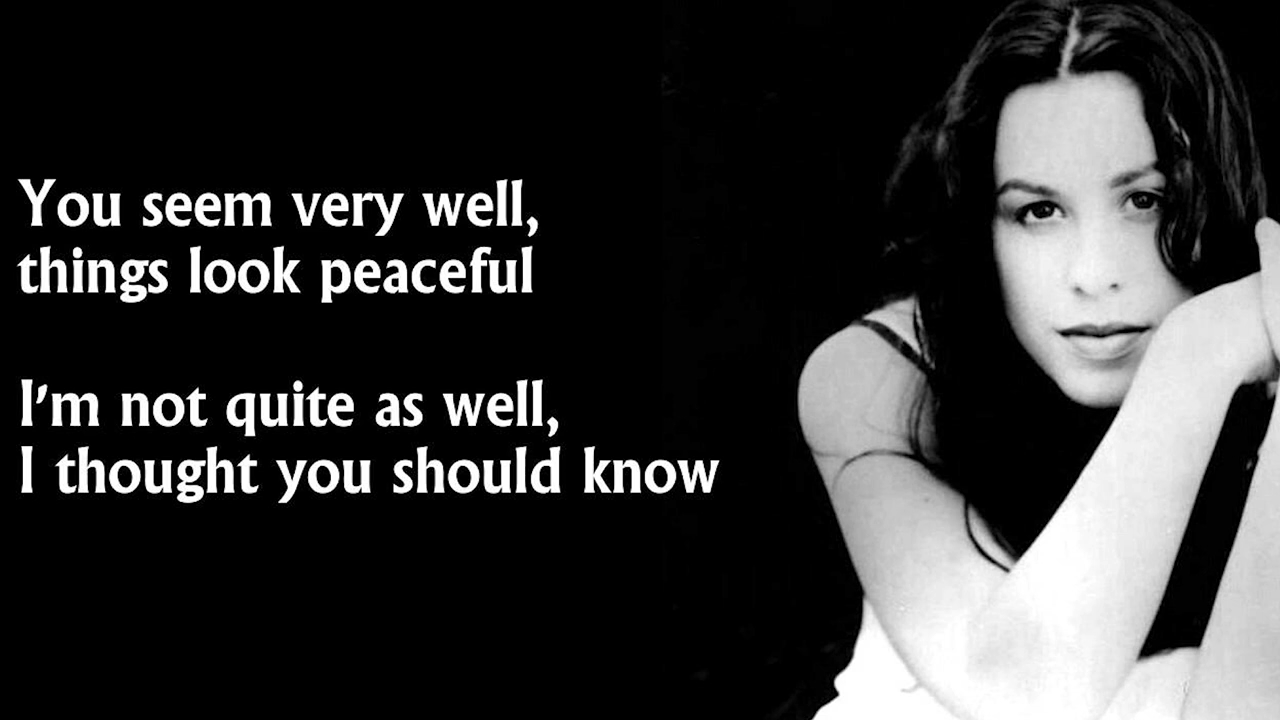 You seem very well,
things look peaceful
I'm not quite as well,
I thought you should know